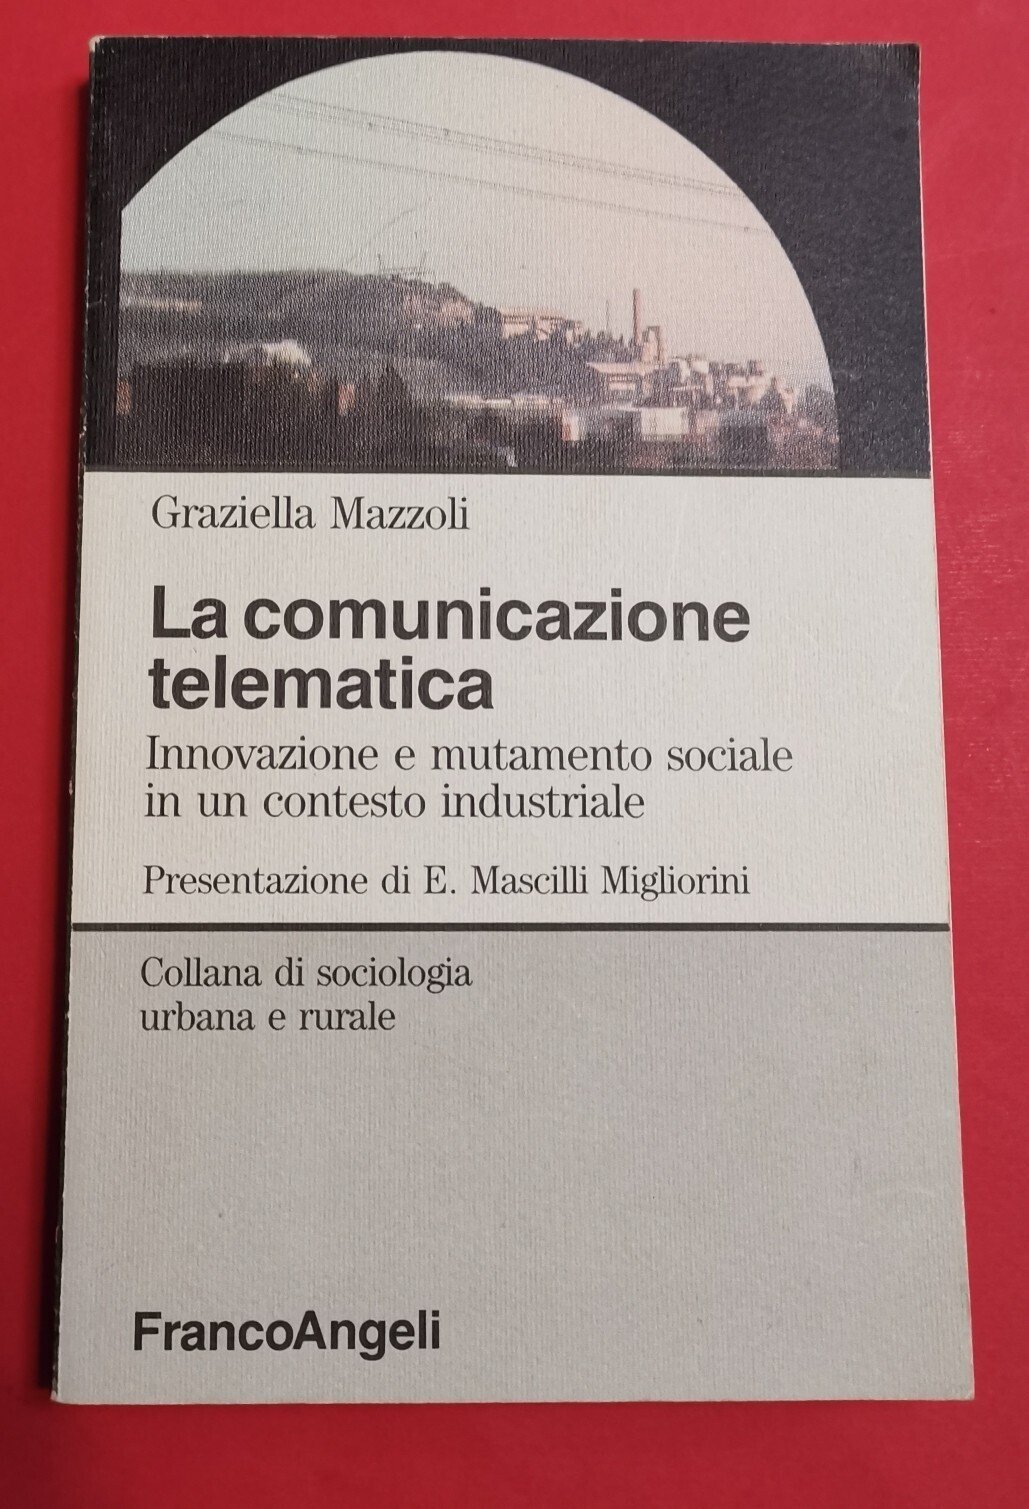 Graziella Mazzoli
La comunicazione
telematica
Innovazione e mutamento sociale
in un contesto industriale
Presentazione di E. Mascilli Migliorini
Collana di sociologia
urbana e rurale
FrancoAngeli